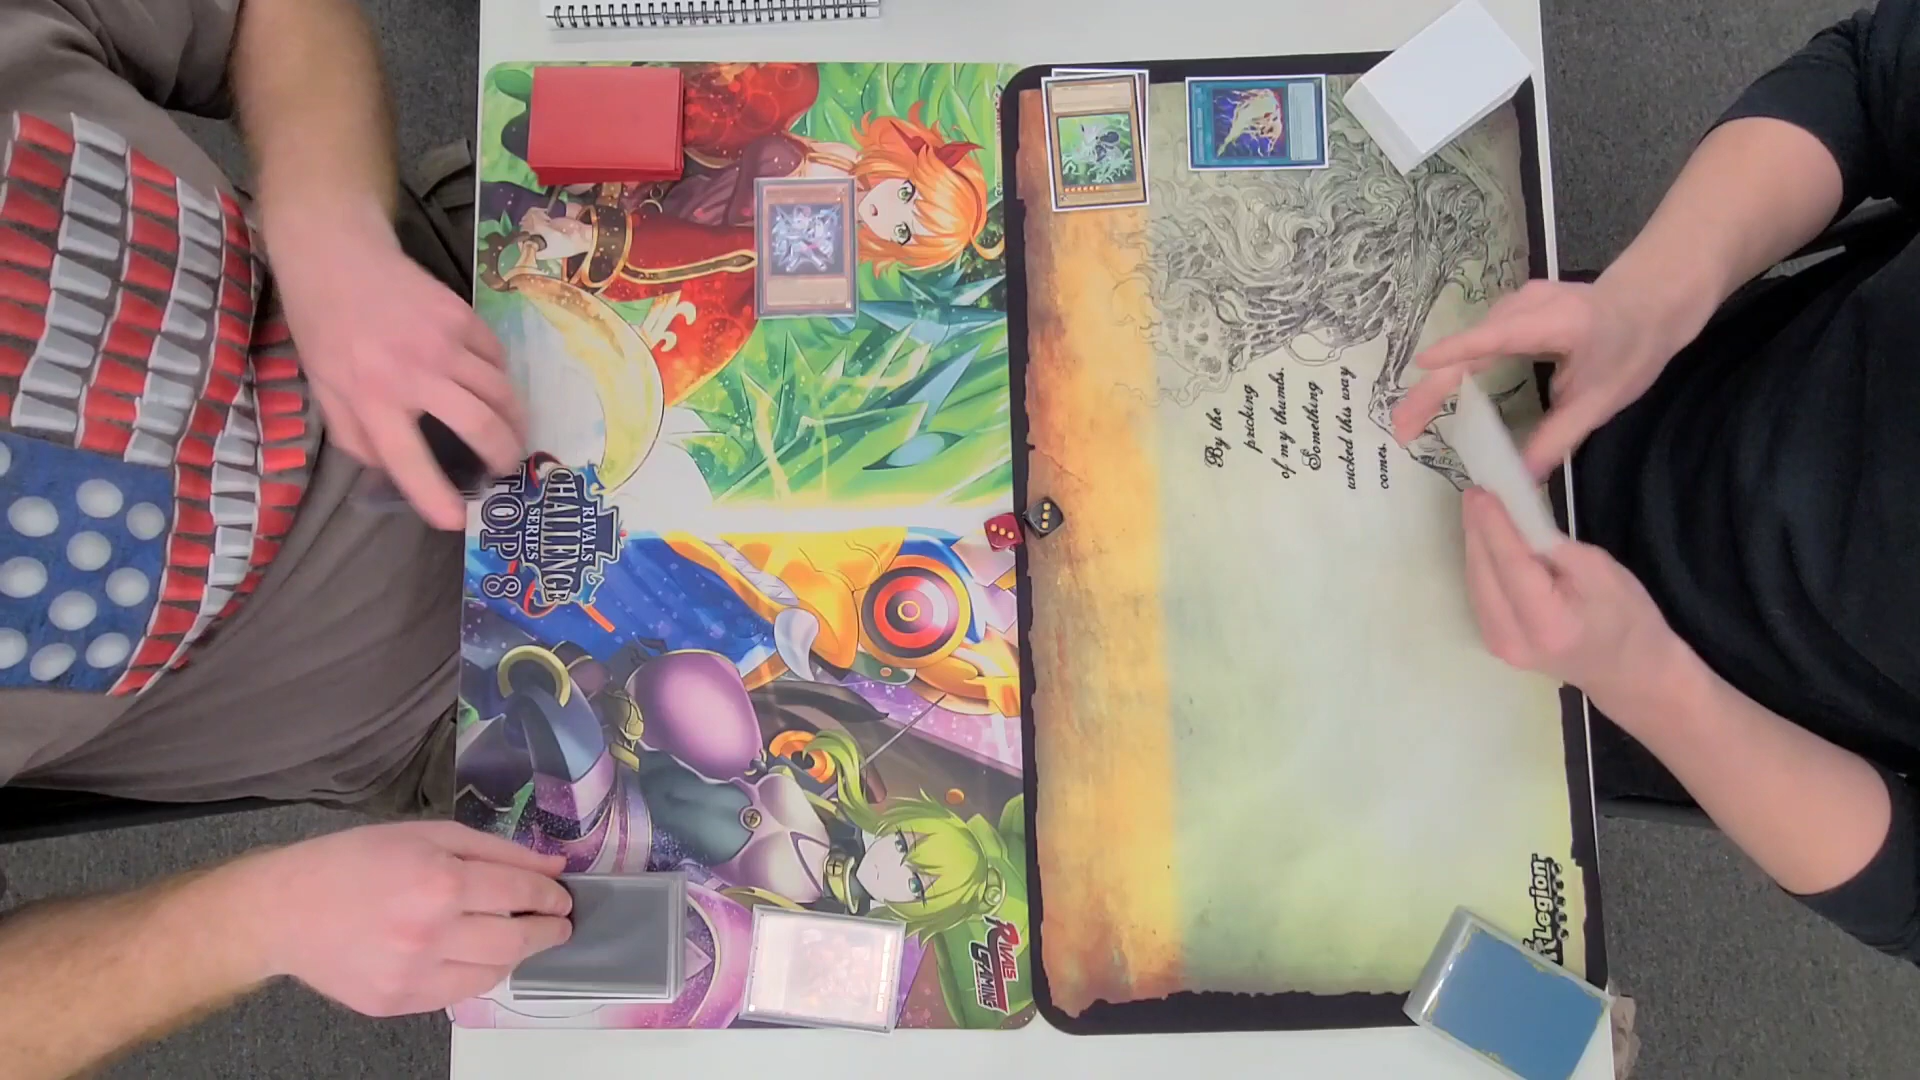 By the
pricking
of my thumbs.
Something
wicked this way
comes.
RIVALS
CHALLENGE
SERIES
TOP 8
RIVALS
GAMING
Legion